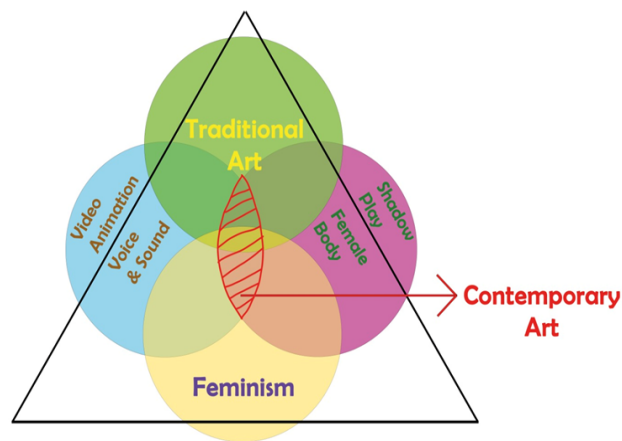 Traditional
Art
Video
Animation
Voice
& Sound
Shadow
Play
Female
Body
Contemporary
Art
Feminism